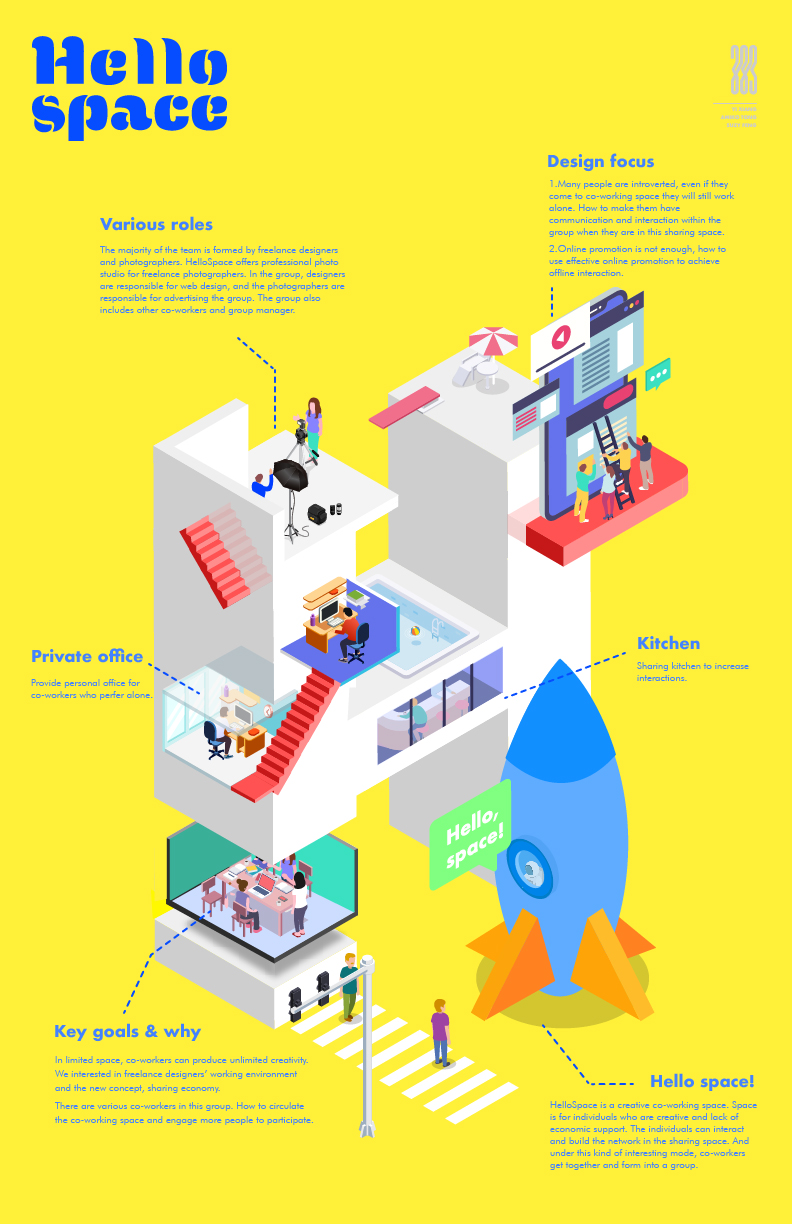 Hello
space
Design focus
1.Many people are introverted, even if they
come to co-working space they will still work
alone. How to make them have
communication and interaction within the
group when they are in this sharing space.
2.Online promotion is not enough, how to
use effective online promotion to achieve
offline interaction.
Various roles
The majority of the team is formed by freelance designers
and photographers. HelloSpace offers professional photo
studio for freelance photographers. In the group, designers
are responsible for web design, and the photographers are
responsible for advertising the group. The group also
includes other co-workers and group manager.
Private office
Provide personal office for
co-workers who perfer alone.
Kitchen
Sharing kitchen to increase
interactions.
Hello,
space!
Key goals & why
In limited space, co-workers can produce unlimited creativity.
We interested in freelance designers’ working environment
and the new concept, sharing economy.
There are various co-workers in this group. How to circulate
the co-working space and engage more people to participate.
Hello space!
HelloSpace is a creative co-working space. Space
is for individuals who are creative and lack of
economic support. The individuals can interact
and build the network in the sharing space. And
under this kind of interesting mode, co-workers
get together and form into a group.